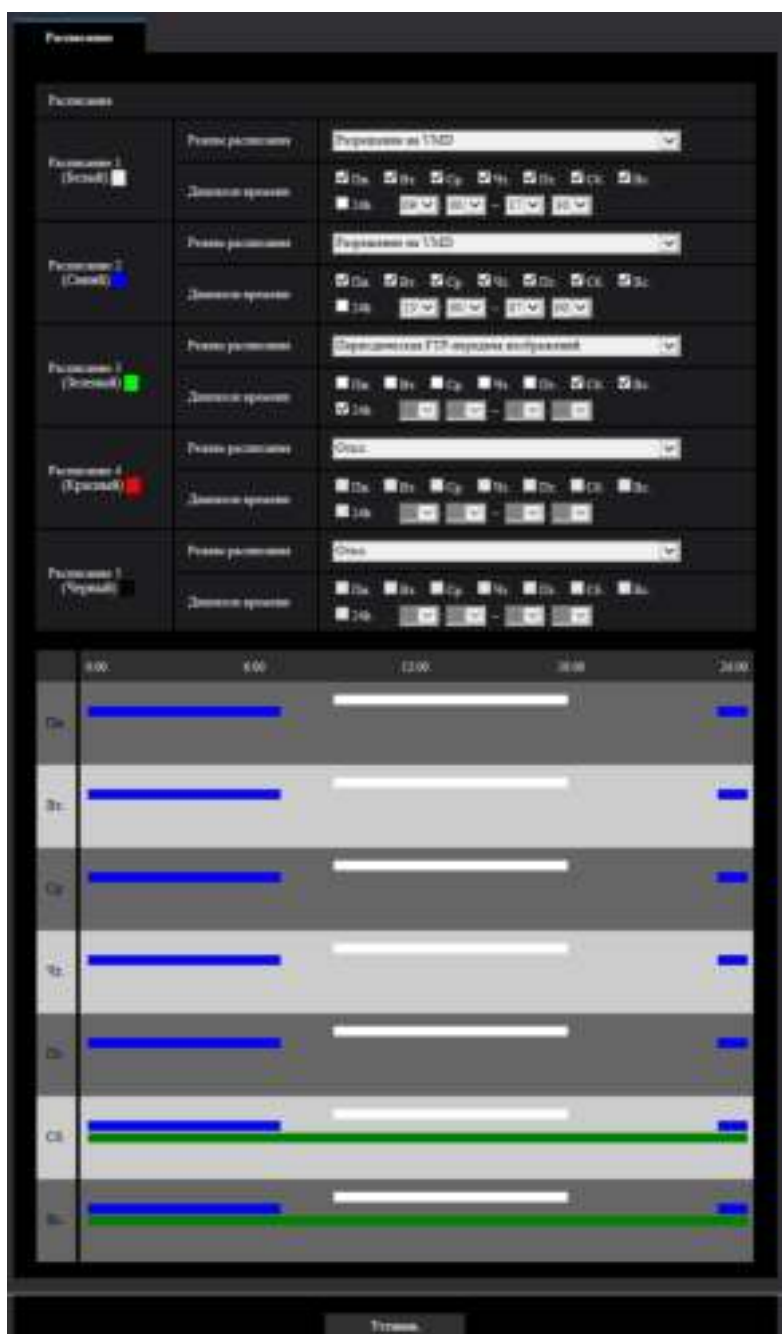 Расписание
Расписание
Расписание 1
(Белый)
Режим расписания
Разрешение на VMD
Диапазон времени
Пн. Вт. Ср. Чт. Пт. Сб. Вс.
24h
Расписание 2
(Синий)
Режим расписания
Разрешение на VMD
Диапазон времени
Пн. Вт. Ср. Чт. Пт. Сб. Вс.
24h
Расписание 3
(Зеленый)
Режим расписания
Периодическая FTP-передача изображений
Диапазон времени
Пн. Вт. Ср. Чт. Пт. Сб. Вс.
24h
Расписание 4
(Красный)
Режим расписания
Откл.
Диапазон времени
Пн. Вт. Ср. Чт. Пт. Сб. Вс.
24h
Расписание 5
(Черный)
Режим расписания
Откл.
Диапазон времени
Пн. Вт. Ср. Чт. Пт. Сб. Вс.
24h
0:00 6:00 12:00 18:00 24:00
Пн.
Вт.
Ср.
Чт.
Пт.
Сб.
Вс.
Установ.